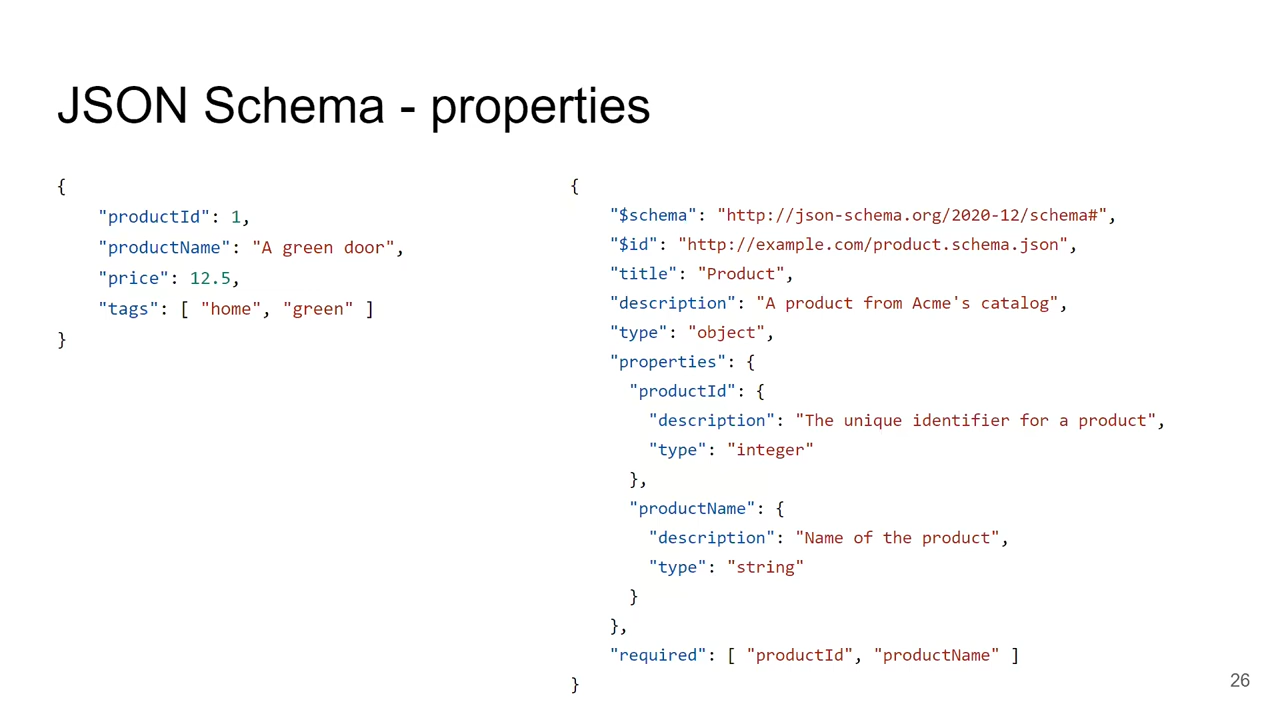 JSON Schema - properties
{
"productId": 1,
"productName": "A green door",
"price": 12.5,
"tags": [ "home", "green" ]
}
{
"$schema": "http://json-schema.org/2020-12/schema#",
"$id": "http://example.com/product.schema.json",
"title": "Product",
"description": "A product from Acme's catalog",
"type": "object",
"properties": {
"productId": {
"description": "The unique identifier for a product",
"type": "integer"
},
"productName": {
"description": "Name of the product",
"type": "string"
}
},
"required": [ "productId", "productName" ]
}
26